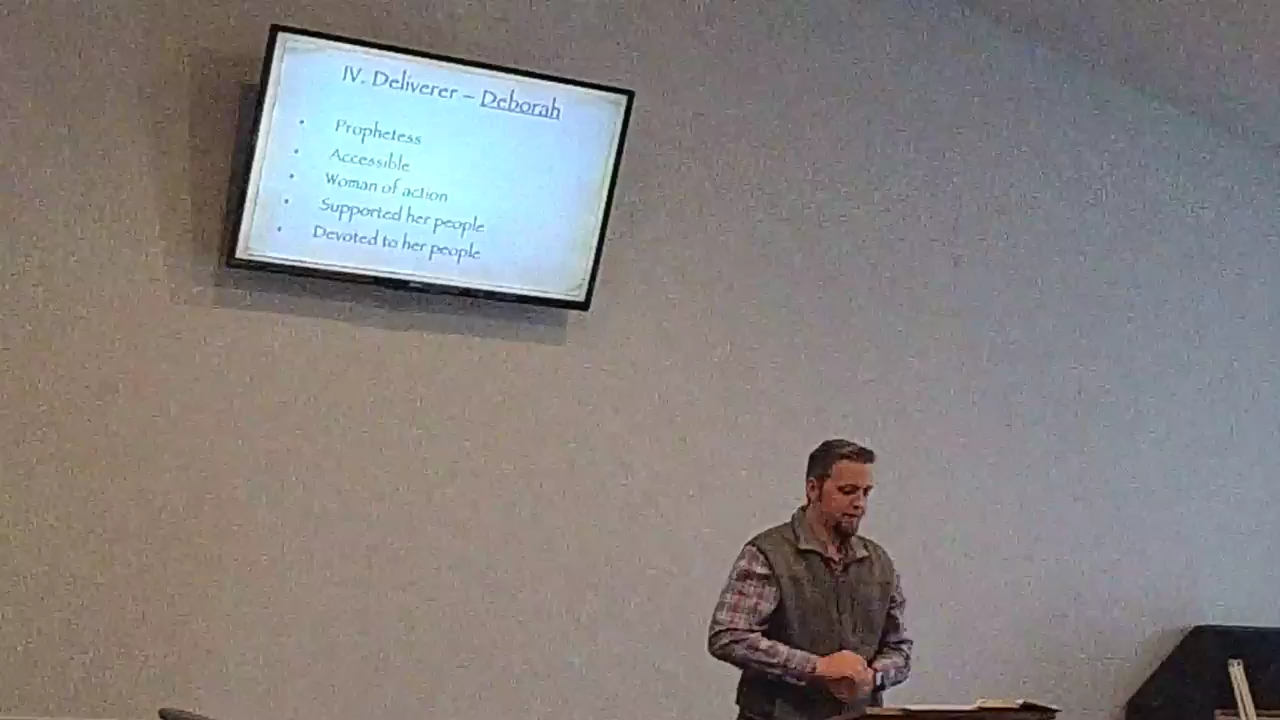 IV. Deliverer – Deborah
• Prophetess
• Accessible
• Woman of action
• Supported her people
• Devoted to her people